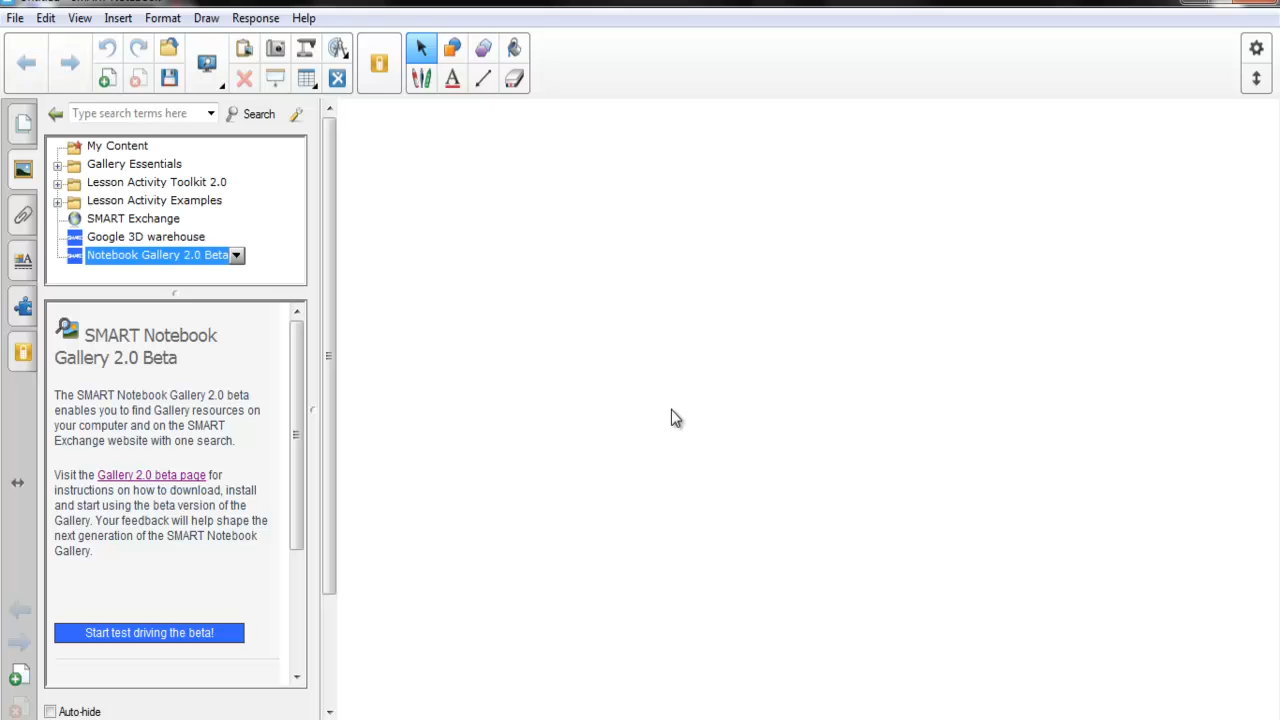 File Edit View Insert Format Draw Response Help
Type search terms here Search
My Content
Gallery Essentials
Lesson Activity Toolkit 2.0
Lesson Activity Examples
SMART Exchange
Google 3D warehouse
Notebook Gallery 2.0 Beta
SMART Notebook
Gallery 2.0 Beta
The SMART Notebook Gallery 2.0 beta
enables you to find Gallery resources on
your computer and on the SMART
Exchange website with one search.
Visit the Gallery 2.0 beta page for
instructions on how to download, install
and start using the beta version of the
Gallery. Your feedback will help shape the
next generation of the SMART Notebook
Gallery.
Start test driving the beta!
Auto-hide